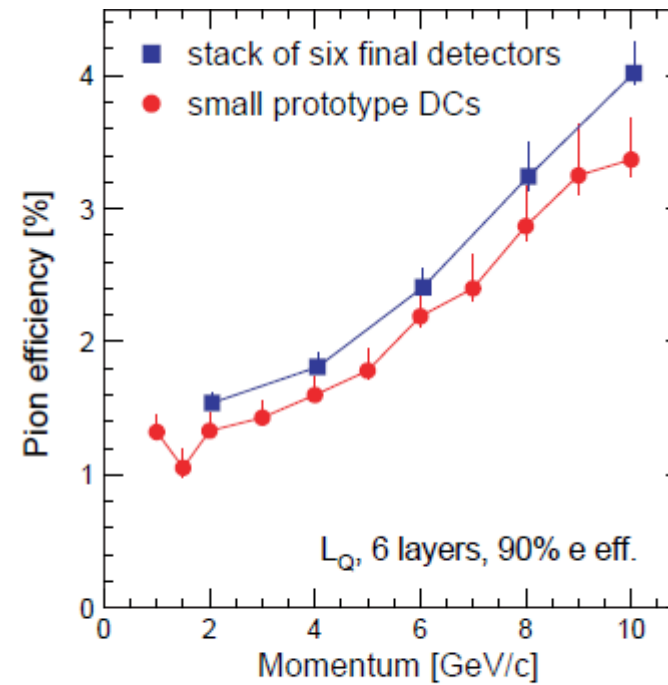 stack of six final detectors
small prototype DCs
Pion efficiency [%]
4
3
2
1
0
L_Q, 6 layers, 90% e eff.
0 2 4 6 8 10
Momentum [GeV/c]